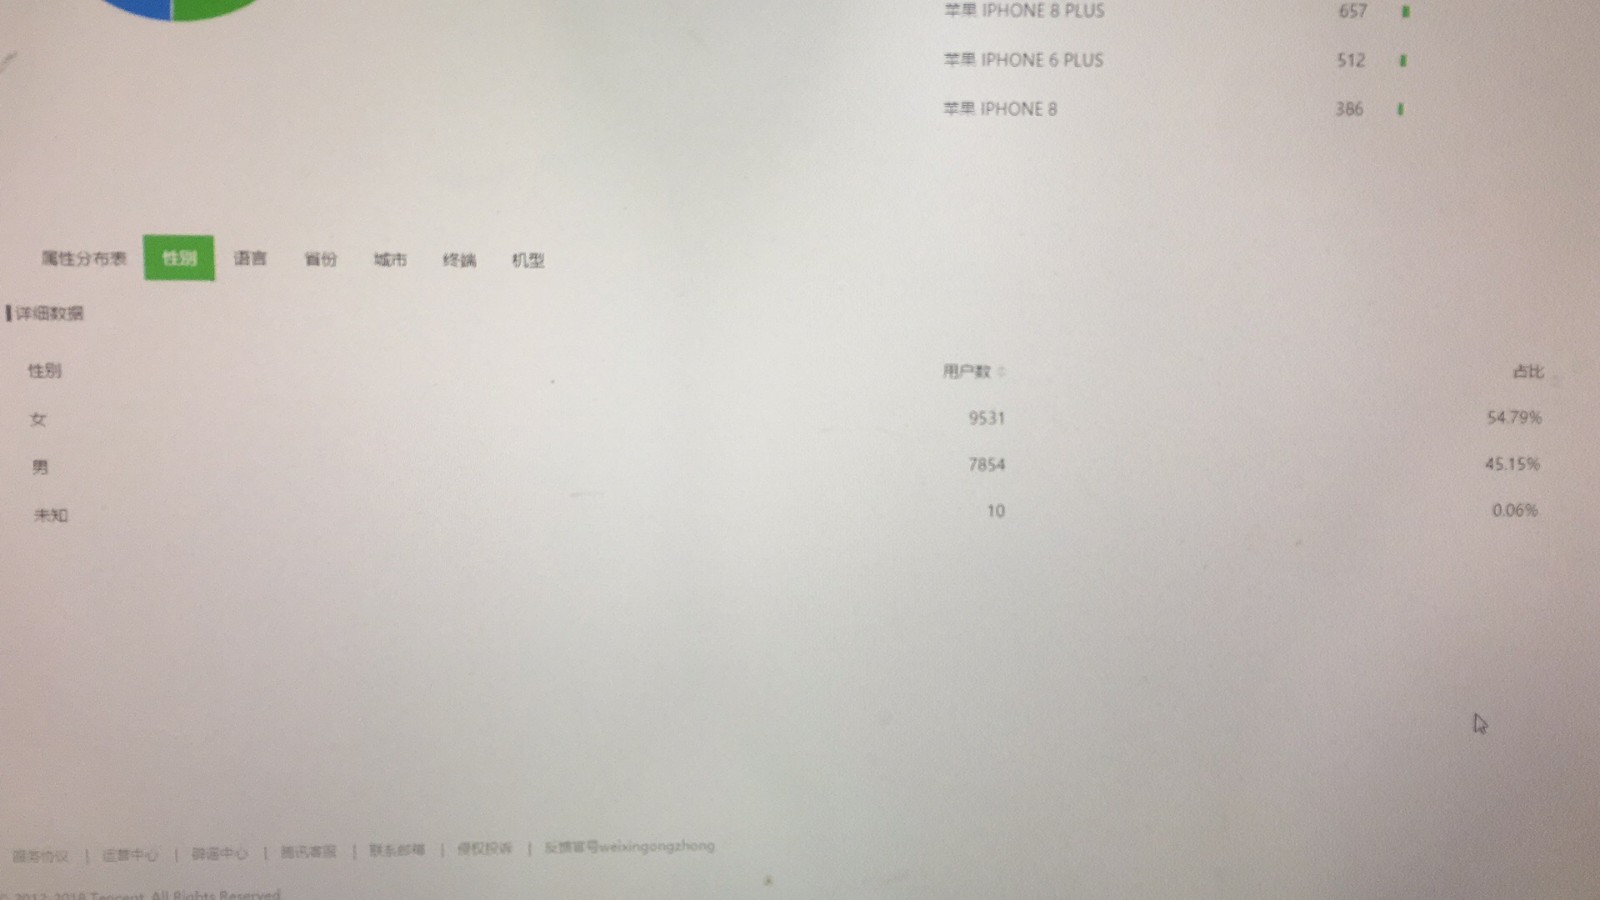 苹果 IPHONE 8 PLUS 657
苹果 IPHONE 6 PLUS 512
苹果 IPHONE 8 386
属性分布表 性别 语言 省份 城市 终端 机型
详细数据
性别 用户数 占比
女 9531 54.79%
男 7854 45.15%
未知 10 0.06%
服务协议 | 运营中心 | 辟谣中心 | 腾讯客服 | 联系邮箱 | 侵权投诉 | 反馈官号weixingongzhong
© 2012-2018 Tencent. All Rights Reserved